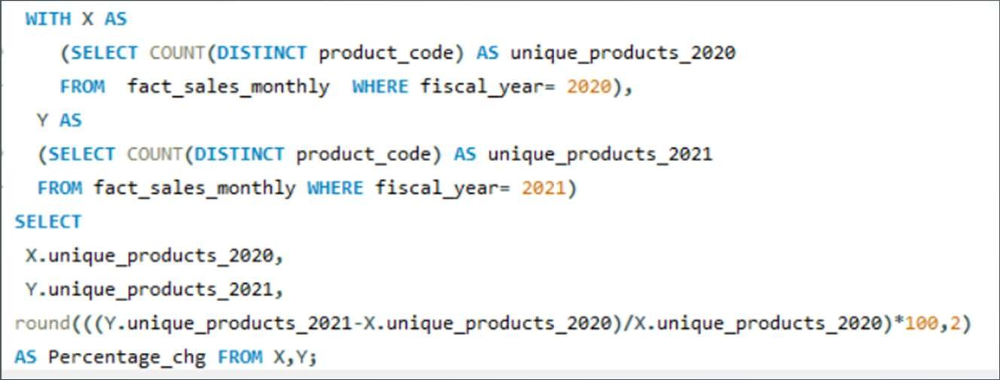 WITH X AS
(SELECT COUNT(DISTINCT product_code) AS unique_products_2020
FROM  fact_sales_monthly  WHERE fiscal_year= 2020),
Y AS
(SELECT COUNT(DISTINCT product_code) AS unique_products_2021
FROM fact_sales_monthly WHERE fiscal_year= 2021)
SELECT
X.unique_products_2020,
Y.unique_products_2021,
round(((Y.unique_products_2021-X.unique_products_2020)/X.unique_products_2020)*100,2)
AS Percentage_chg FROM X,Y;